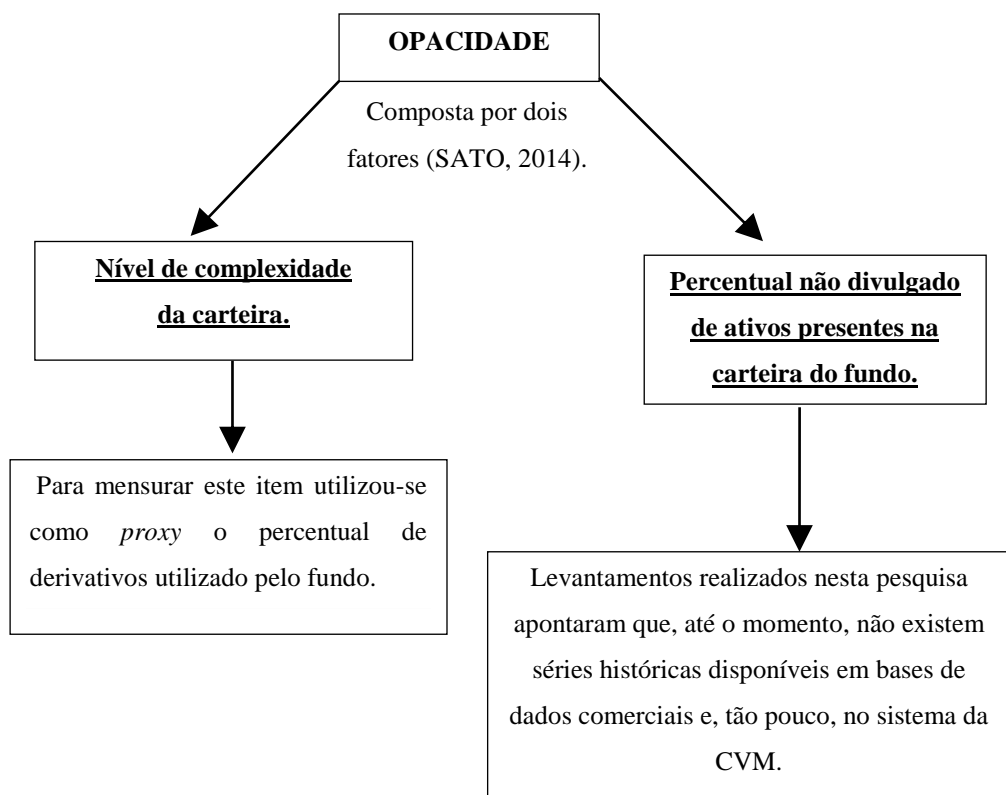 OPACIDADE
Composta por dois
fatores (SATO, 2014).
Nível de complexidade
da carteira.
Percentual não divulgado
de ativos presentes na
carteira do fundo.
Para mensurar este item utilizou-se
como proxy o percentual de
derivativos utilizado pelo fundo.
Levantamentos realizados nesta pesquisa
apontaram que, até o momento, não existem
séries históricas disponíveis em bases de
dados comerciais e, tão pouco, no sistema da
CVM.